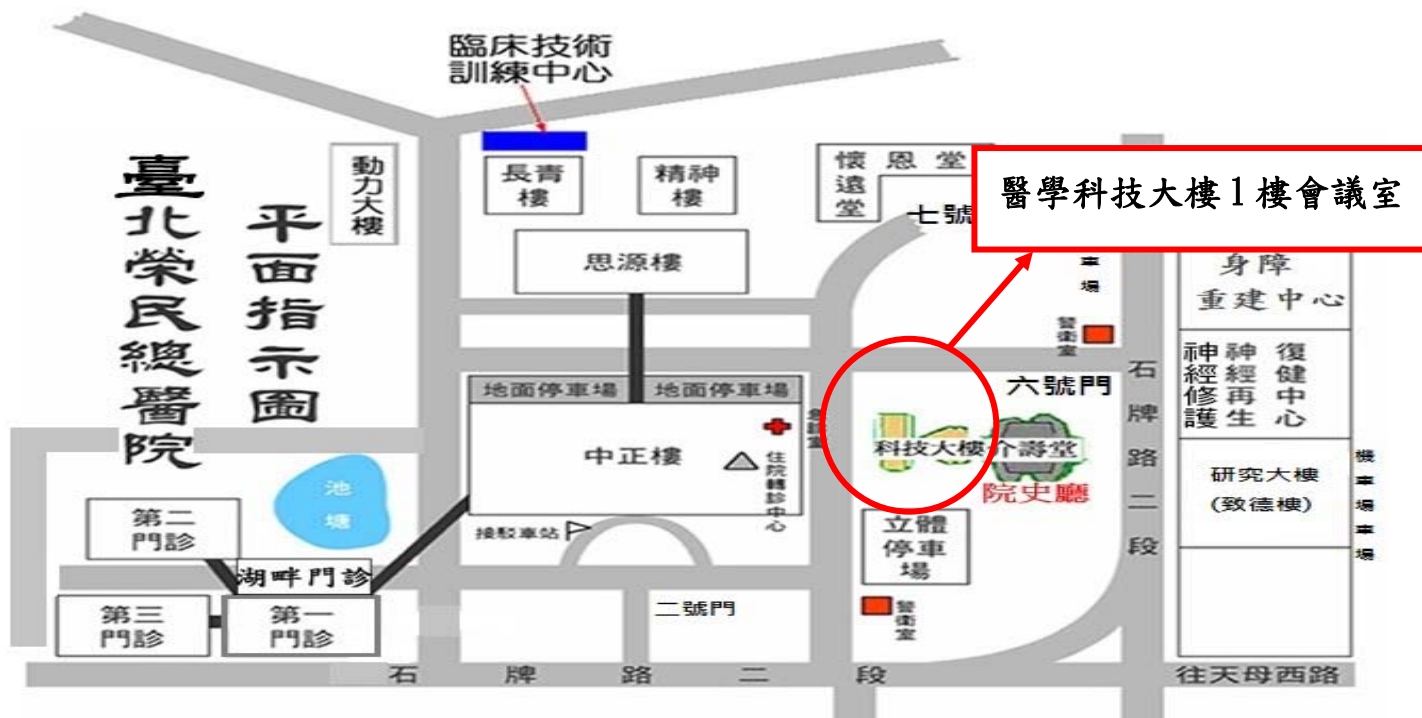 臺北榮民總醫院
平面指示圖
臨床技術
訓練中心
動力大樓
長青
樓
精神
樓
懷恩堂
遠堂
七號
醫學科技大樓1樓會議室
思源樓
車場
身障
重建中心
警衛室
地面停車場
地面停車場
六號門
石牌路二段
神經修護
神經再生
復健中心
急診室
中正樓
住院轉診中心
科技大樓
介壽堂
院史廳
研究大樓
(致德樓)
機車場車場
池塘
第二
門診
接駁車站
立體
停車
場
湖畔門診
第三
門診
第一
門診
二號門
警衛室
石牌路二段
往天母西路